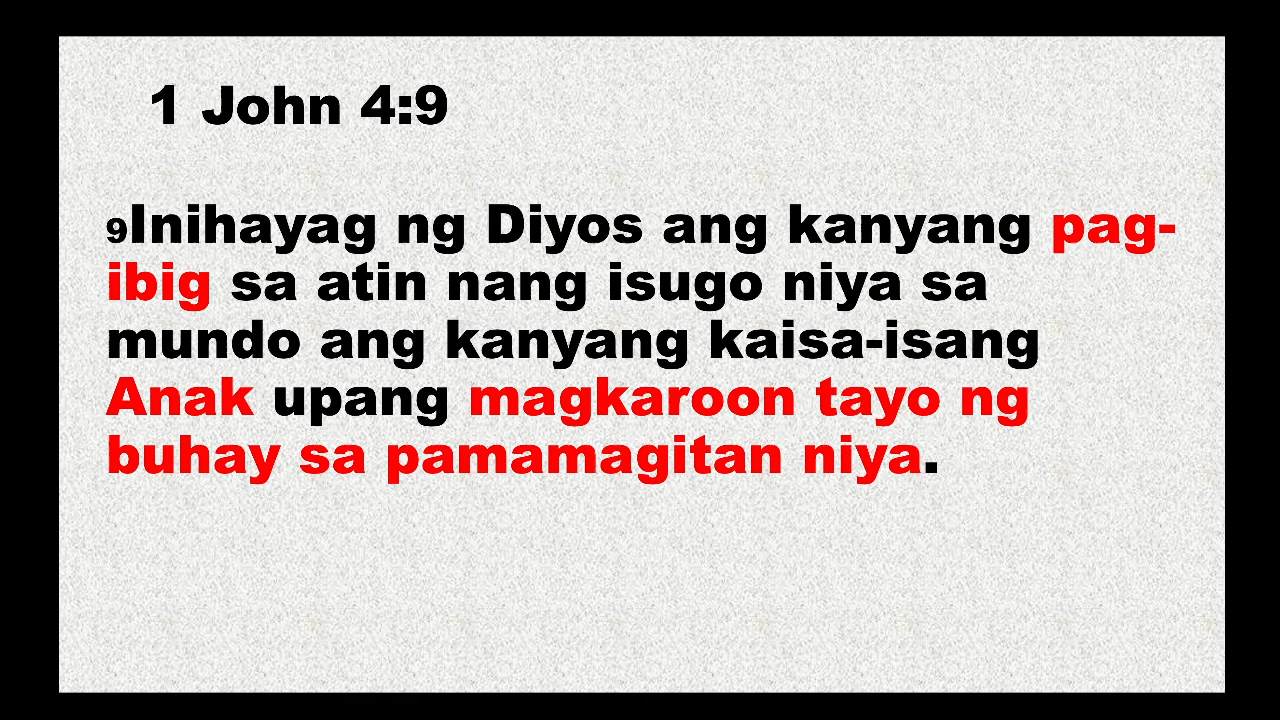 1 John 4:9
9Inihayag ng Diyos ang kanyang pag-
ibig sa atin nang isugo niya sa
mundo ang kanyang kaisa-isang
Anak upang magkaroon tayo ng
buhay sa pamamagitan niya.